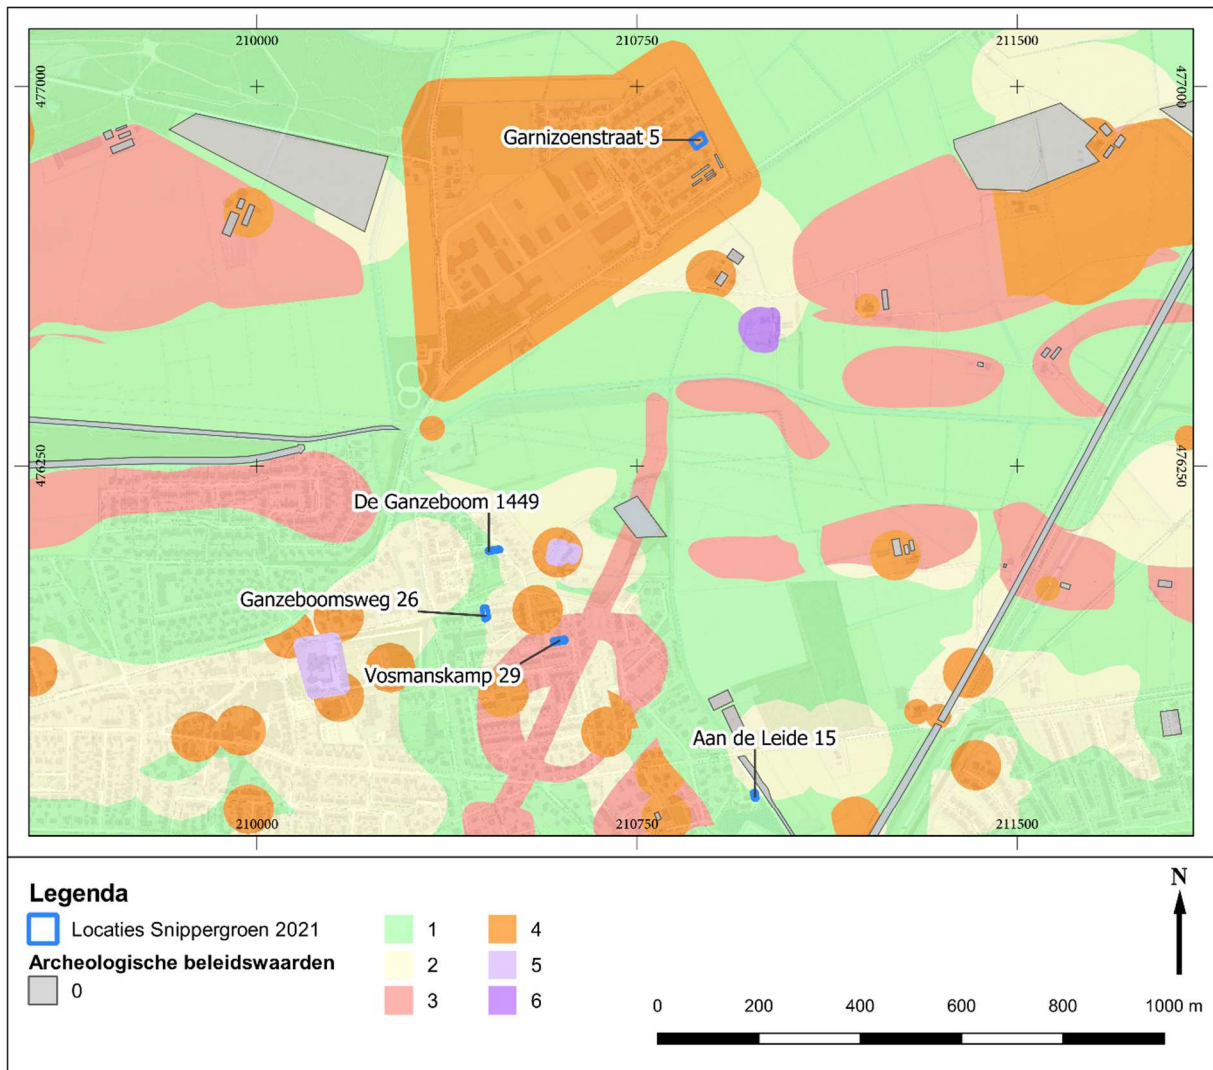 210000
210750
211500
477000
477000
Garnizoenstraat 5
476250
476250
De Ganzeboom 1449
Ganzeboomsweg 26
Vosmanskamp 29
Aan de Leide 15
210000
210750
211500
Legenda
Locaties Snippergroen 2021
Archeologische beleidswaarden
0
1
2
3
4
5
6
N
0 200 400 600 800 1000 m